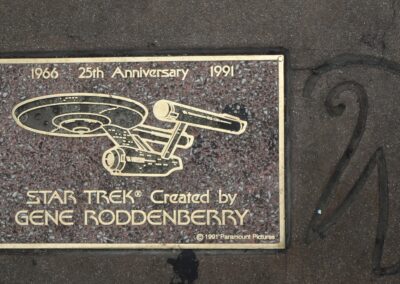 1966 25th Anniversary 1991
STAR TREK® Created by
GENE RODDENBERRY
© 1991 Paramount Pictures